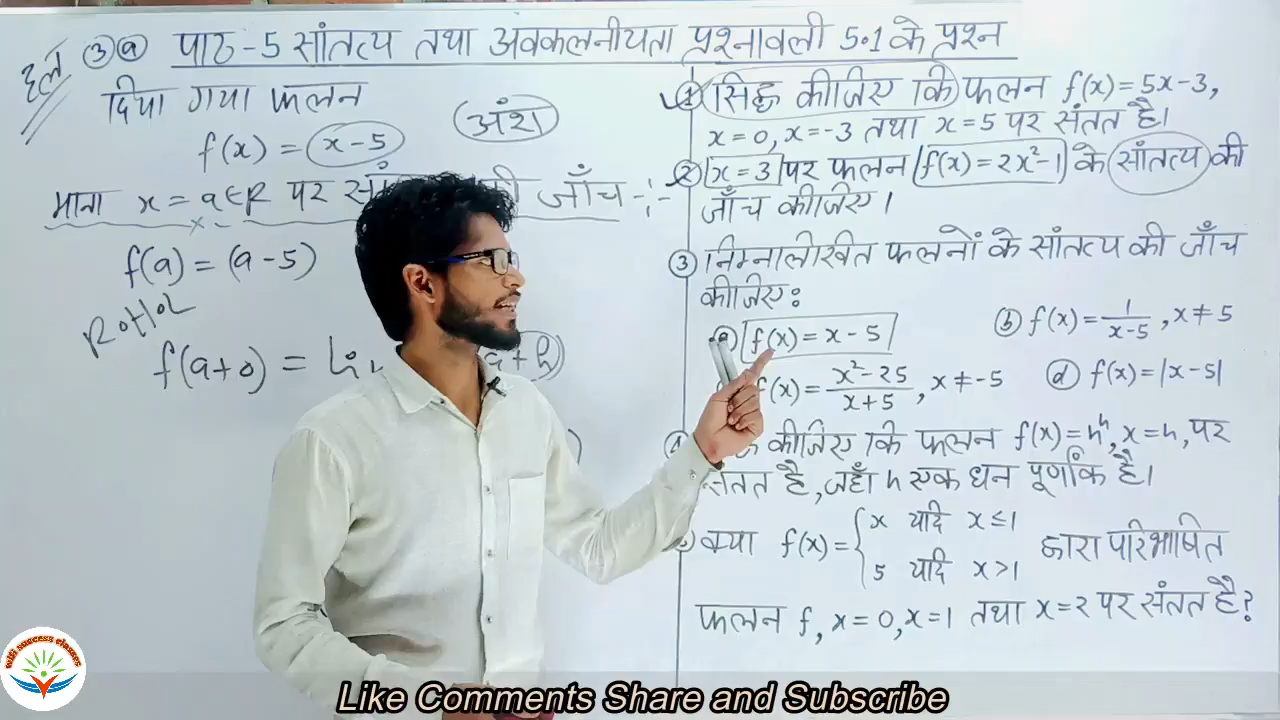 हल ③ⓐ पाठ-5 सांतत्य तथा अवकलनीयता प्रश्नावली 5.1 के प्रश्न
दिया गया फलन
अंश
f(x) = x-5
माना x = a∈R पर की जाँच -:-
f(a) = (a-5)
R.H.L
f(a+0) =
① सिद्ध कीजिए कि फलन f(x)=5x-3,
x=0, x=-3 तथा x=5 पर संतत है।
2. x=3 पर फलन f(x)=2x²-1 के सांतत्य की
जाँच कीजिए।
③ निम्नलिखित फलनों के सांतत्य की जाँच
कीजिए:
ⓐ f(x)=x-5 ⓑ f(x)=1/(x-5), x≠5
f(x)=(x²-25)/(x+5), x≠-5 ⓓ f(x)=|x-5|
कीजिए कि फलन f(x)=xⁿ, x=n, पर
संतत है, जहाँ n एक धन पूर्णांक है।
क्या f(x)={x यदि x≤1
5 यदि x>1 द्वारा परिभाषित
फलन f, x=0, x=1 तथा x=2 पर संतत है?
wifi success classes
Like Comments Share and Subscribe